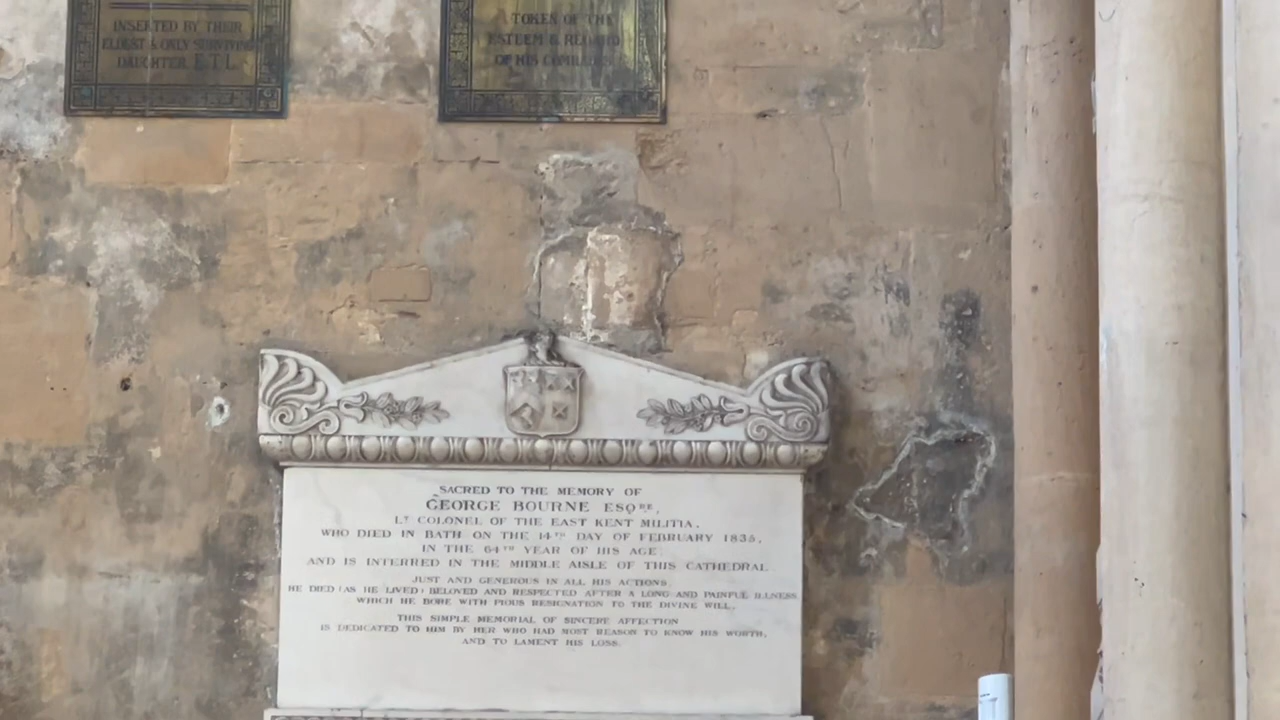 INSERTED BY THEIR
ELDEST & ONLY SURVIVING
DAUGHTER E.T.L.
A TOKEN OF THE
ESTEEM & REGARD
OF HIS COMRADES
SACRED TO THE MEMORY OF
GEORGE BOURNE ESQRE,
LT COLONEL OF THE EAST KENT MILITIA.
WHO DIED IN BATH ON THE 14TH DAY OF FEBRUARY 1835,
IN THE 64TH YEAR OF HIS AGE
AND IS INTERRED IN THE MIDDLE AISLE OF THIS CATHEDRAL.
JUST AND GENEROUS IN ALL HIS ACTIONS,
HE DIED (AS HE LIVED) BELOVED AND RESPECTED AFTER A LONG AND PAINFUL ILLNESS
WHICH HE BORE WITH PIOUS RESIGNATION TO THE DIVINE WILL.
THIS SIMPLE MEMORIAL OF SINCERE AFFECTION
IS DEDICATED TO HIM BY HER WHO HAD MOST REASON TO KNOW HIS WORTH,
AND TO LAMENT HIS LOSS.